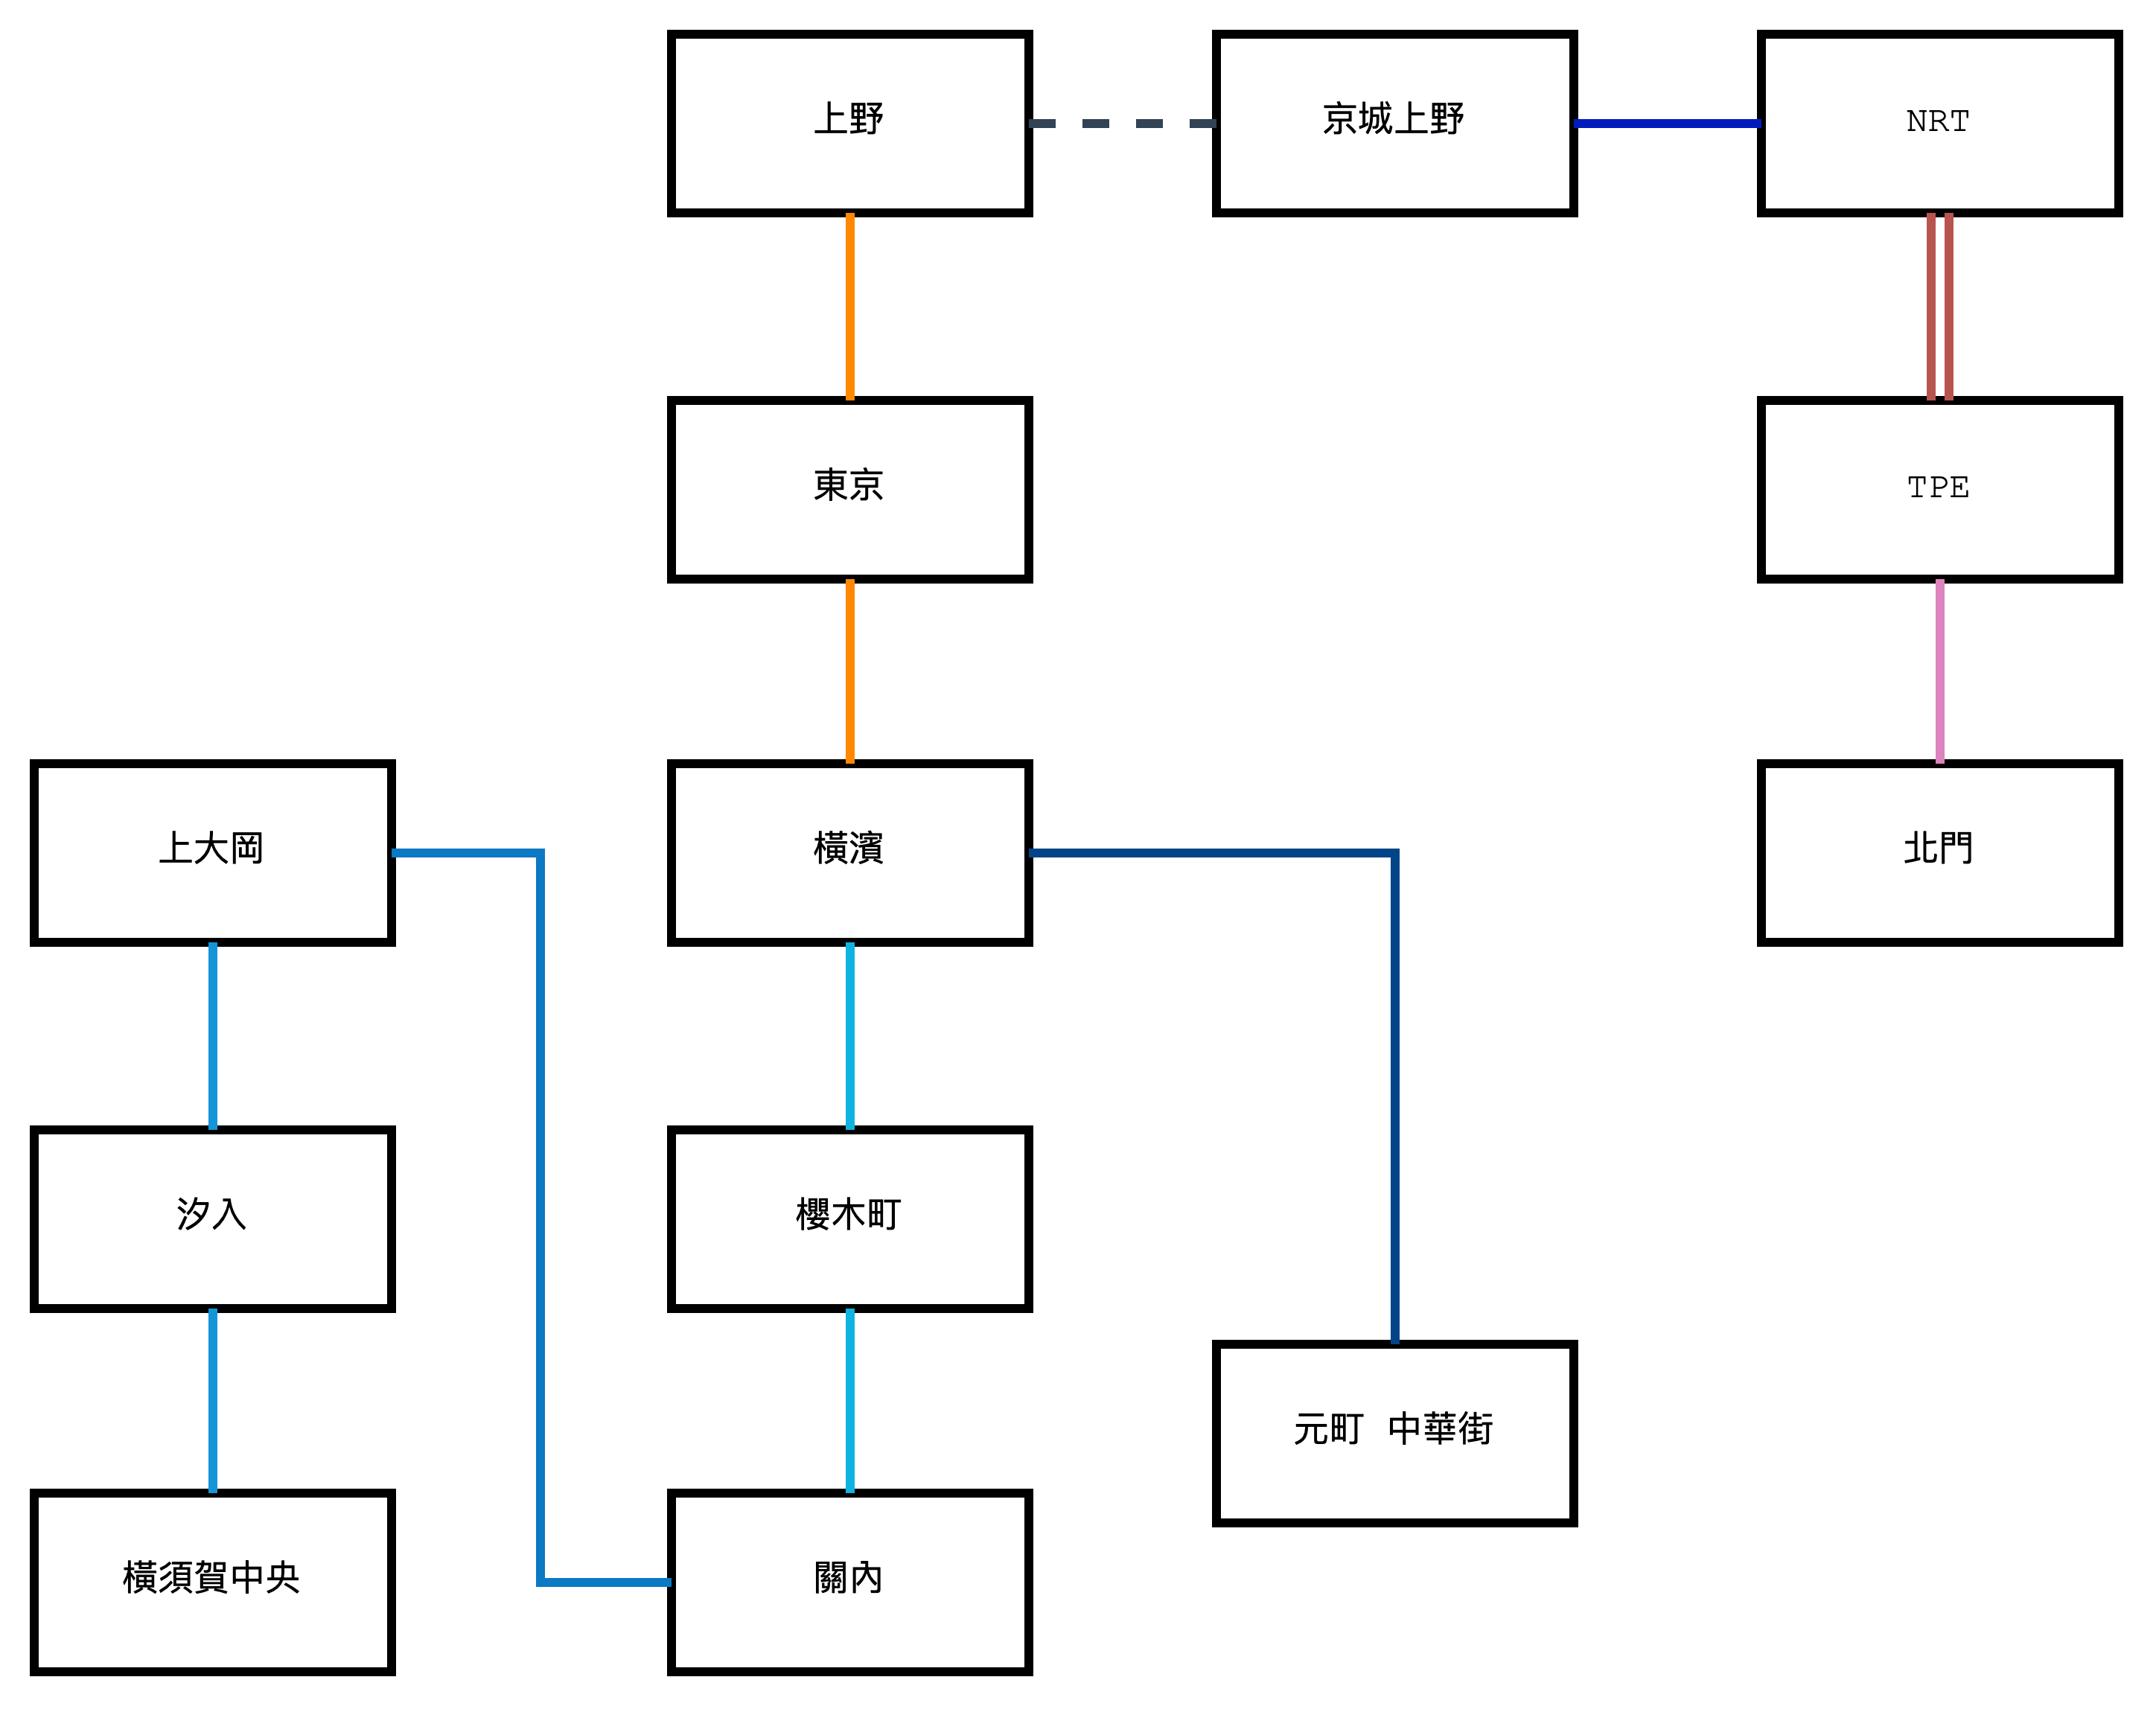 上野
京城上野
NRT
東京
TPE
上大岡
橫濱
北門
汐入
櫻木町
元町 中華街
橫須賀中央
關內